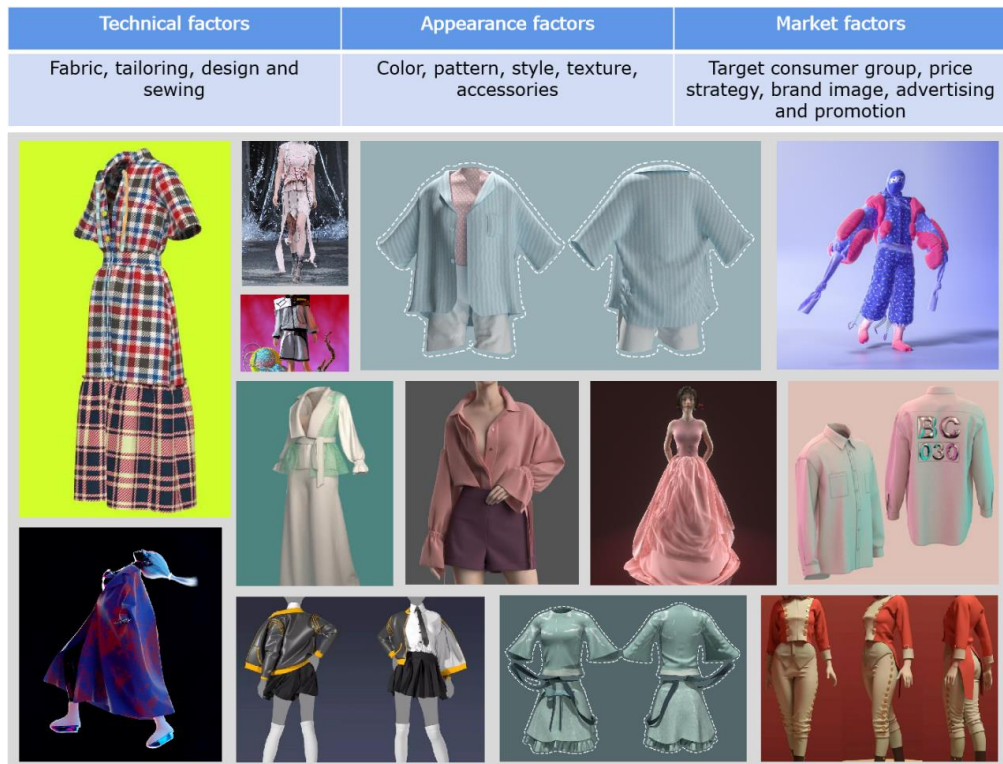 Technical factors
Appearance factors
Market factors
Fabric, tailoring, design and
sewing
Color, pattern, style, texture,
accessories
Target consumer group, price
strategy, brand image, advertising
and promotion
BC
030